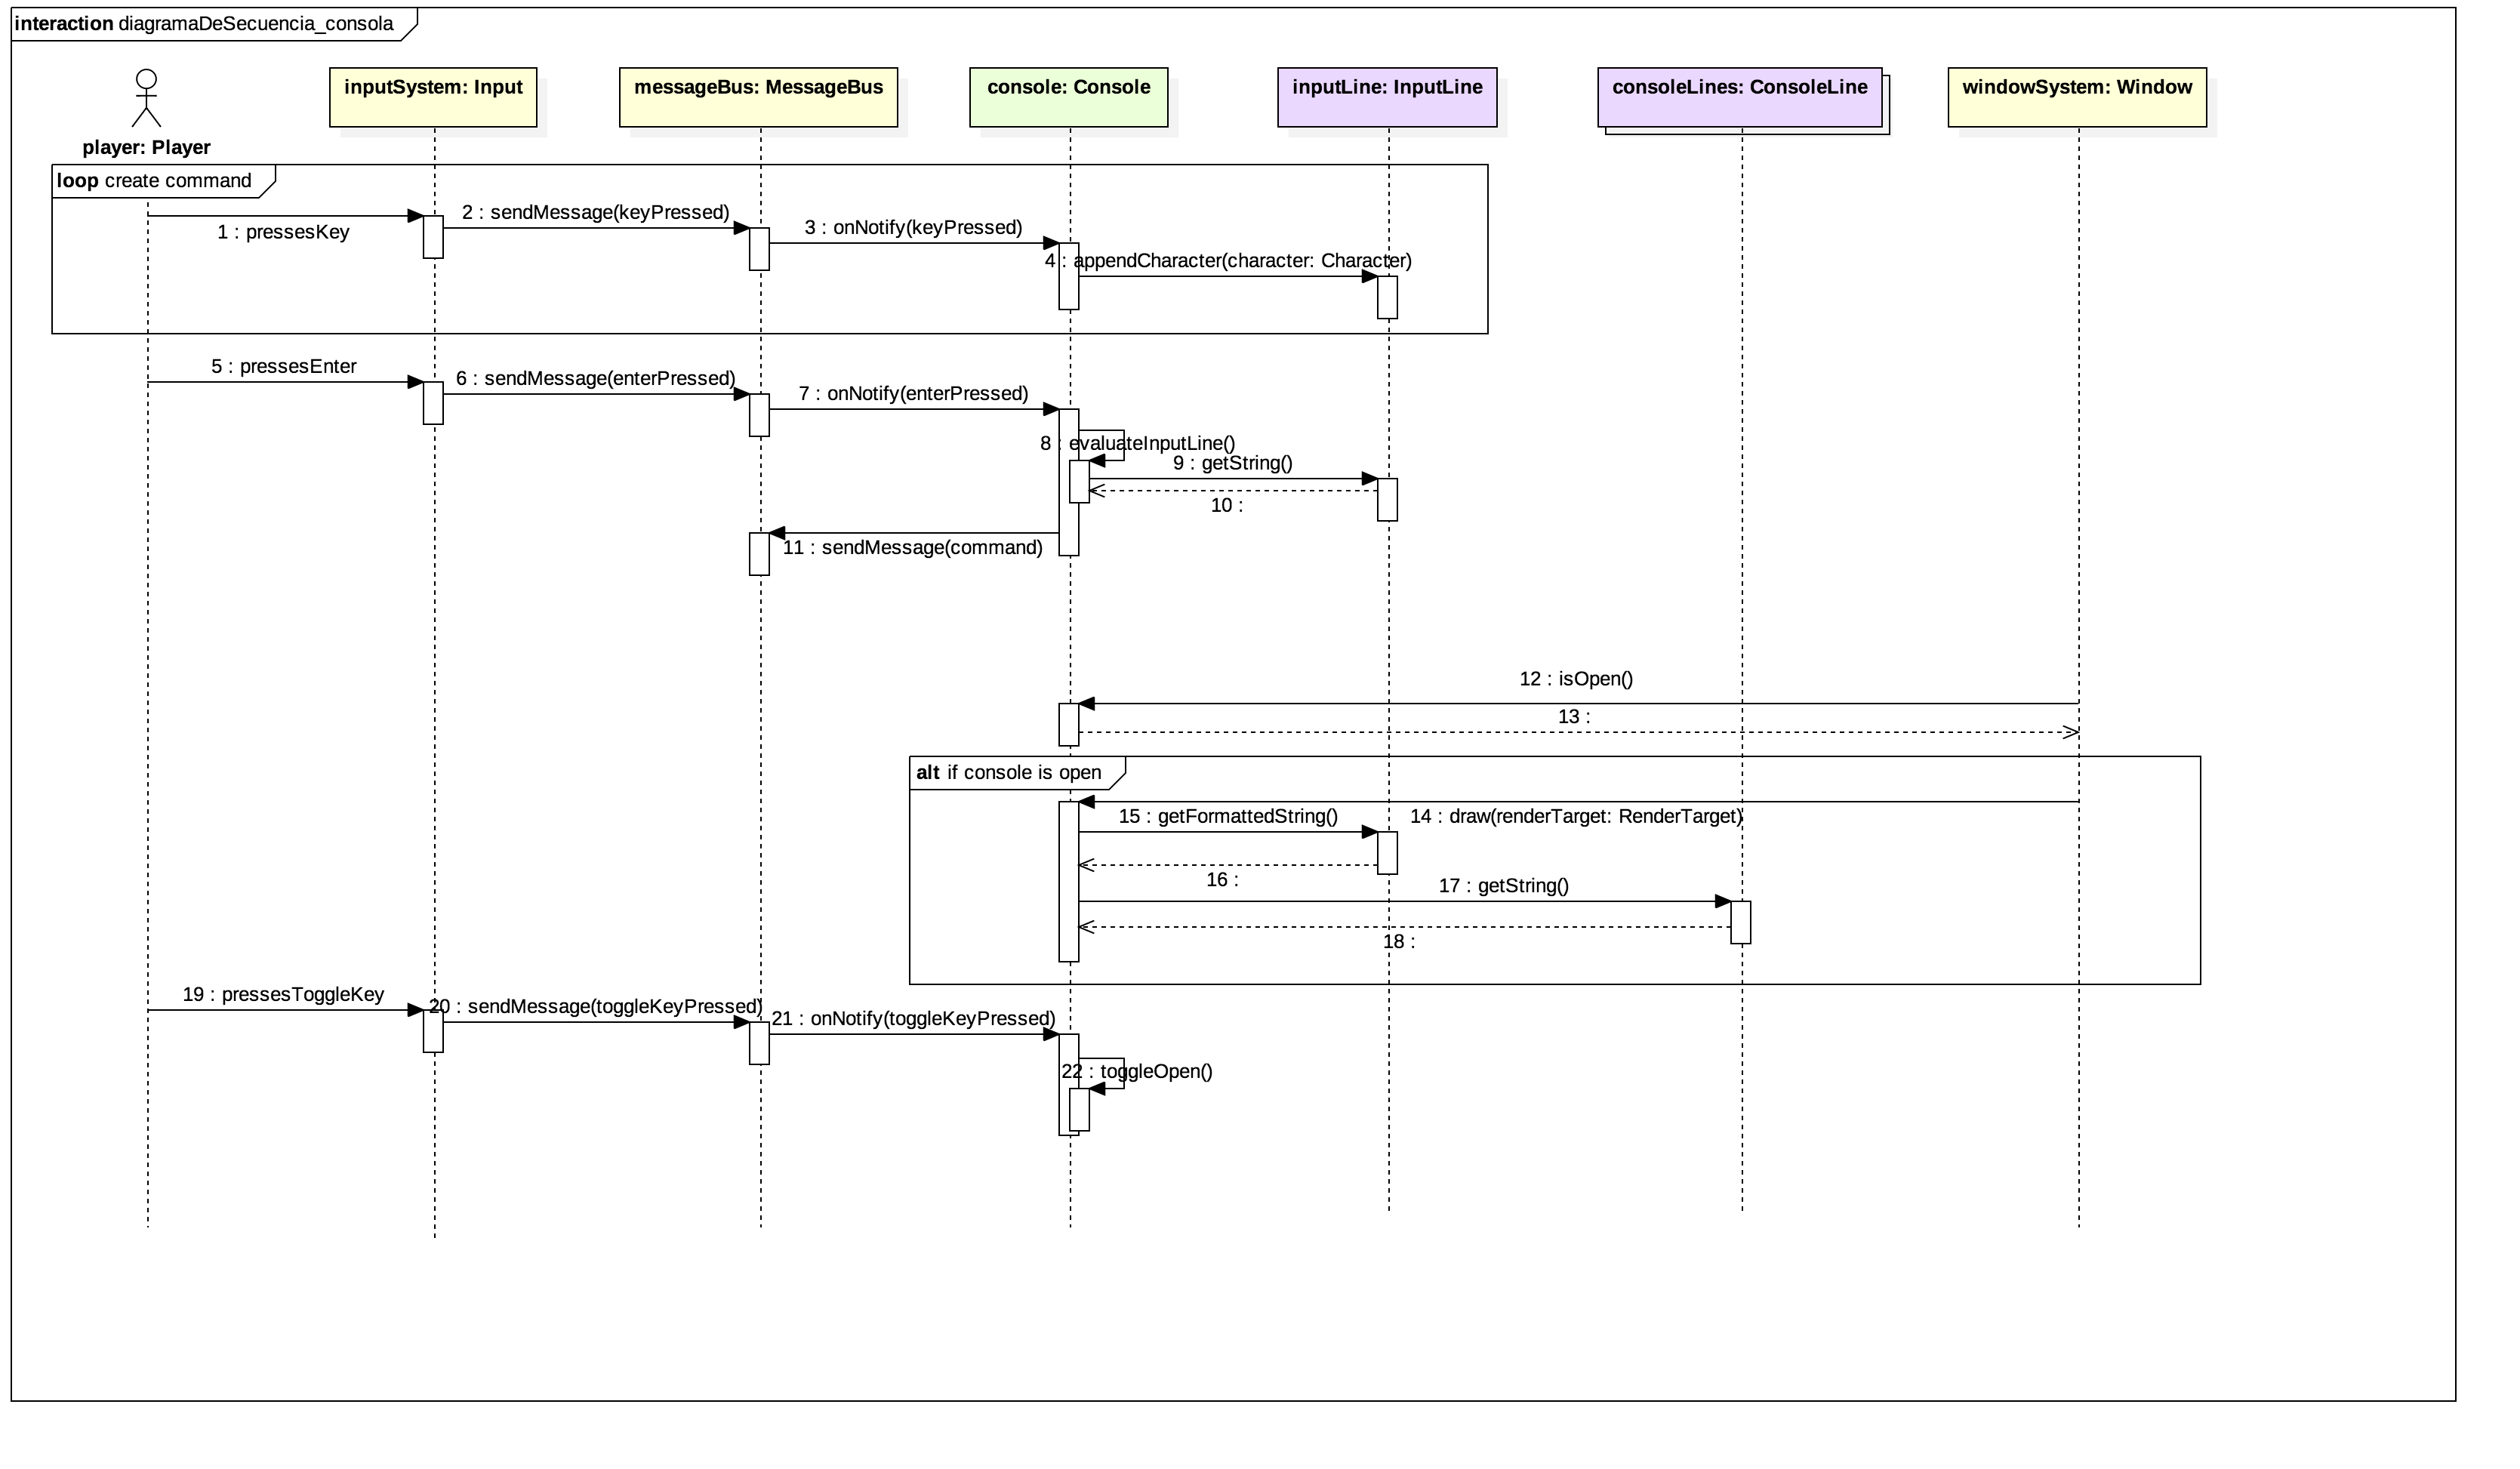 interaction diagramaDeSecuencia_consola
player: Player
inputSystem: Input
messageBus: MessageBus
console: Console
inputLine: InputLine
consoleLines: ConsoleLine
windowSystem: Window
loop create command
1 : pressesKey
2 : sendMessage(keyPressed)
3 : onNotify(keyPressed)
4 : appendCharacter(character: Character)
5 : pressesEnter
6 : sendMessage(enterPressed)
7 : onNotify(enterPressed)
8 : evaluateInputLine()
9 : getString()
10 :
11 : sendMessage(command)
12 : isOpen()
13 :
alt if console is open
14 : draw(renderTarget: RenderTarget)
15 : getFormattedString()
16 :
17 : getString()
18 :
19 : pressesToggleKey
20 : sendMessage(toggleKeyPressed)
21 : onNotify(toggleKeyPressed)
22 : toggleOpen()